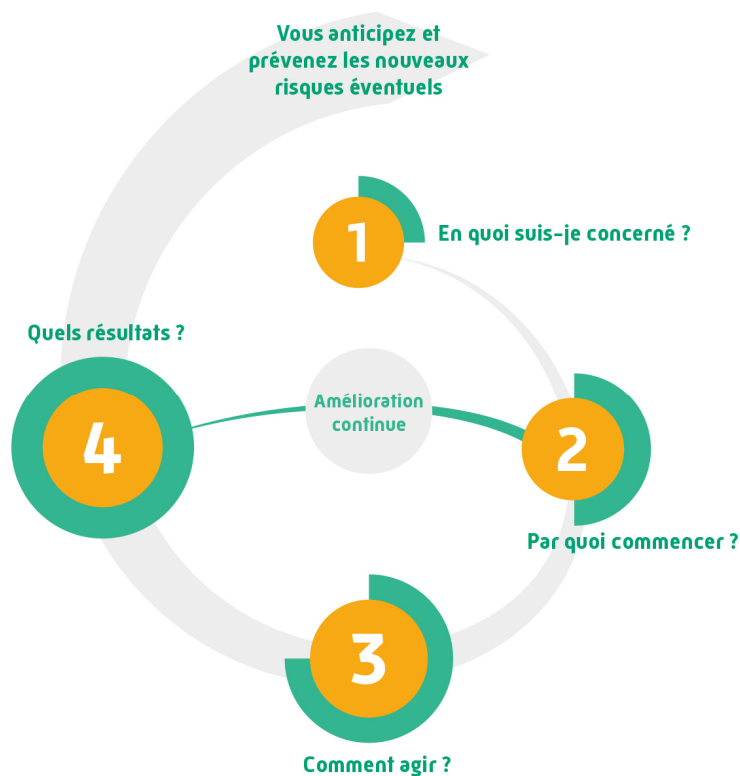 Vous anticipez et
prévenez les nouveaux
risques éventuels
1
En quoi suis-je concerné ?
Quels résultats ?
Amélioration
continue
4
2
Par quoi commencer ?
3
Comment agir ?